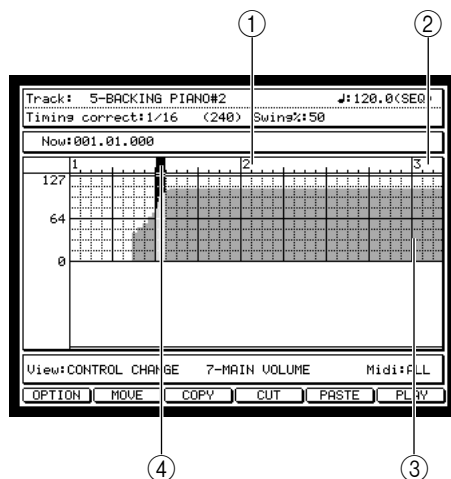 ① ②
Track: 5-BACKING PIANO#2 ♩:120.0(SEQ)
Timing correct:1/16 (240) Swing%:50
Now:001.01.000
1 2 3
127
64
0
View:CONTROL CHANGE 7-MAIN VOLUME Midi:ALL
OPTION MOVE COPY CUT PASTE PLAY
④ ③